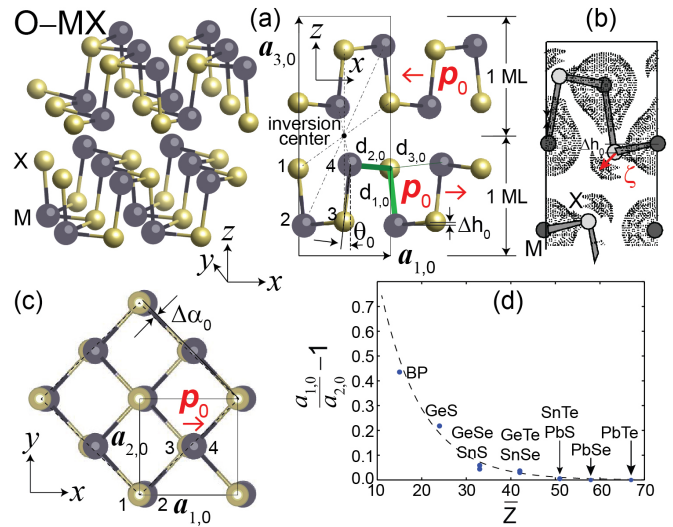 O–MX
X
M
z
y
x
(a)
a3,0
z
x
p0
1 ML
inversion
center
d2,0
d3,0
1
4
d1,0
p0
1 ML
2
3
θ0
Δh0
a1,0
(b)
Δh0
ζ
X
M
(c)
Δα0
p0
a2,0
3
4
y
x
1
2
a1,0
(d)
a1,0/a2,0 −1
0.7
0.6
0.5
0.4
0.3
0.2
0.1
0.0
BP
GeS
GeSe
SnS
GeTe
SnSe
SnTe
PbS
PbSe
PbTe
10 20 30 40 50 60 70
Z̅